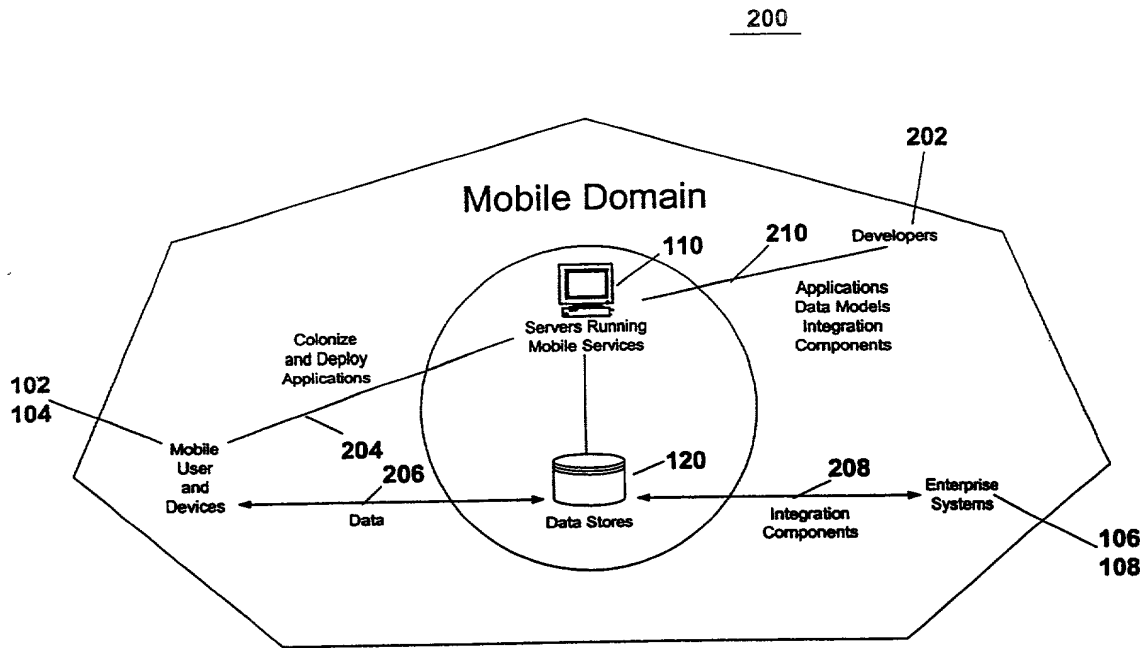 200
202
Mobile Domain
Developers
210
110
Applications
Data Models
Integration
Components
Servers Running
Mobile Services
Colonize
and Deploy
Applications
102
104
204
Mobile
User
and
Devices
206
Data
120
Data Stores
208
Integration
Components
Enterprise
Systems
106
108